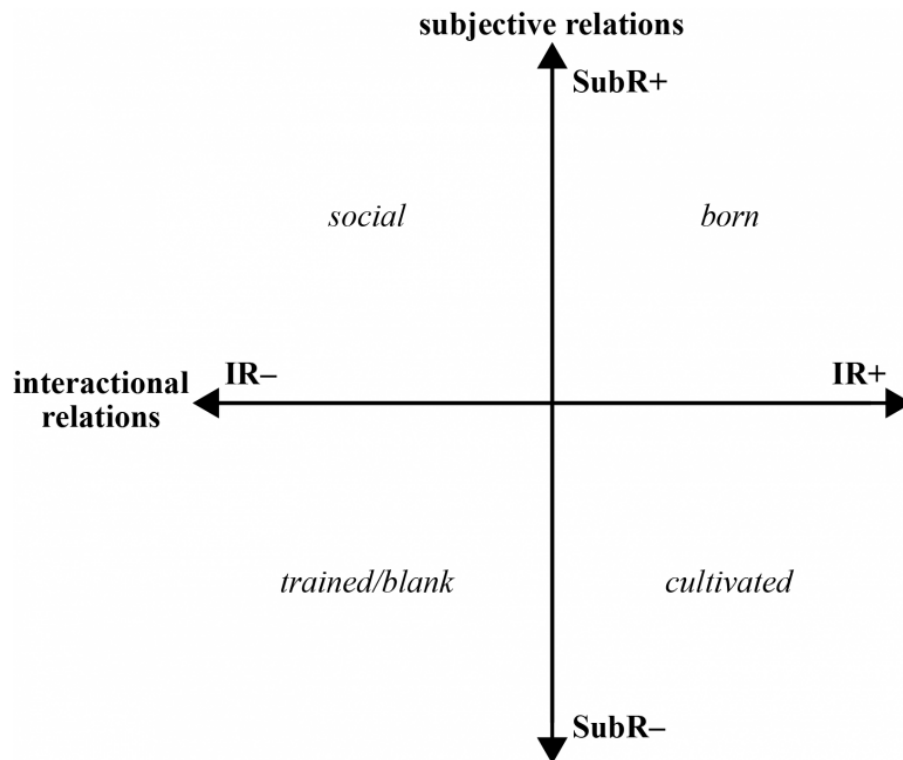 subjective relations
SubR+
social
born
IR–
IR+
interactional
relations
trained/blank
cultivated
SubR–